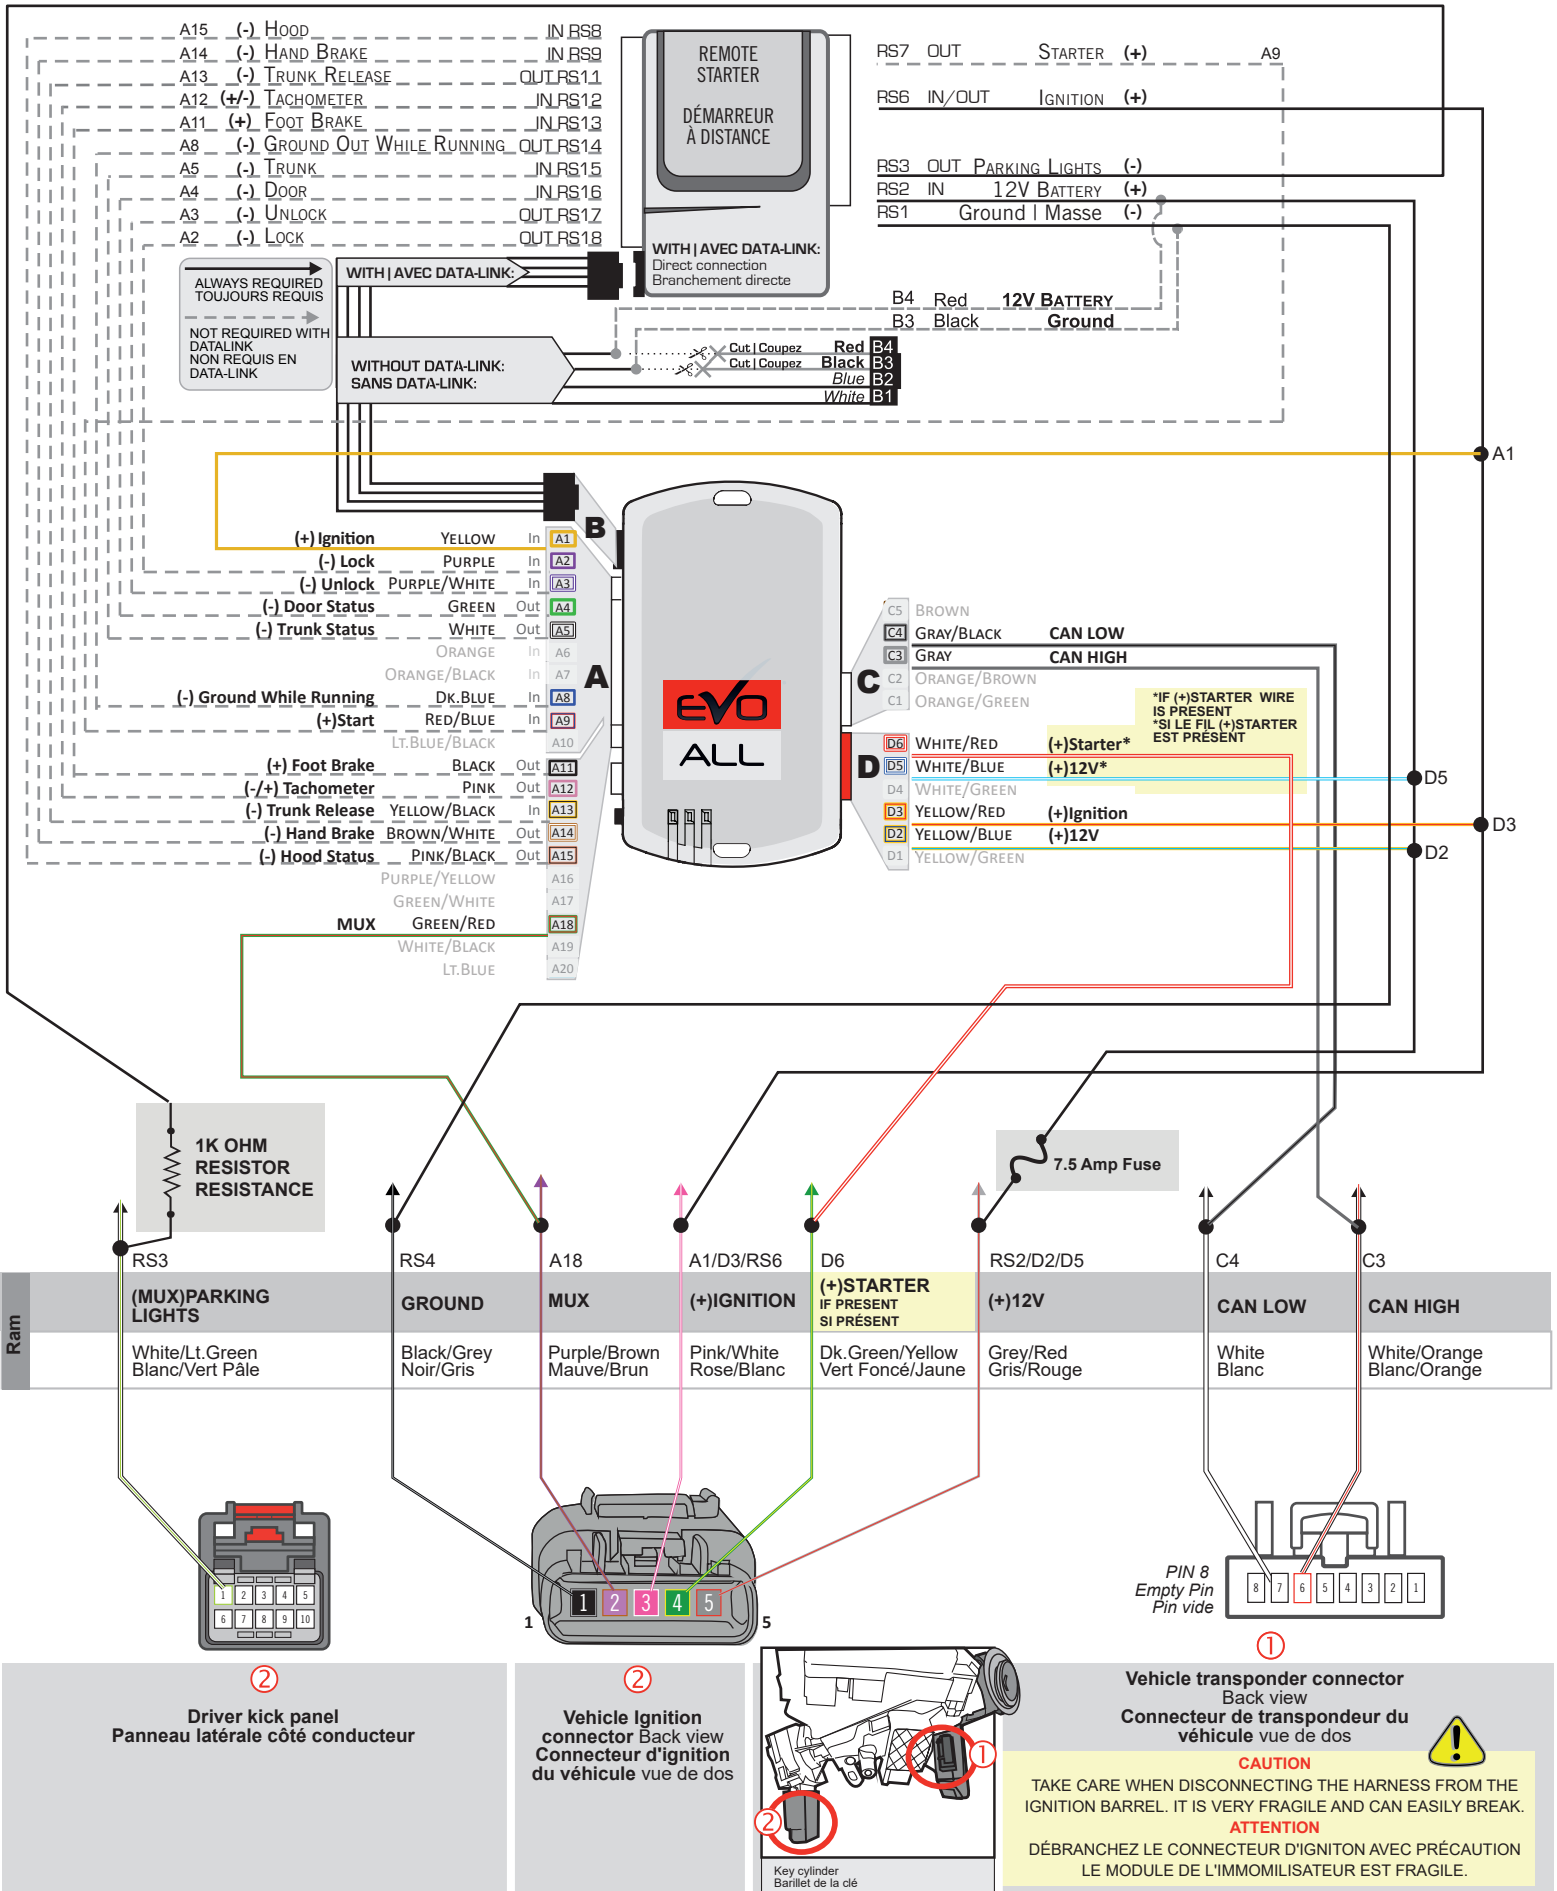 A15 (-) Hood IN RS8
A14 (-) Hand Brake IN RS9
A13 (-) Trunk Release OUT RS11
A12 (+/-) Tachometer IN RS12
A11 (+) Foot Brake IN RS13
A8 (-) Ground Out While Running OUT RS14
A5 (-) Trunk IN RS15
A4 (-) Door IN RS16
A3 (-) Unlock OUT RS17
A2 (-) Lock OUT RS18
REMOTE
STARTER
DÉMARREUR
À DISTANCE
WITH | AVEC DATA-LINK:
Direct connection
Branchement directe
RS7 OUT Starter (+) A9
RS6 IN/OUT Ignition (+)
RS3 OUT Parking Lights (-)
RS2 IN 12V Battery (+)
RS1 Ground | Masse (-)
ALWAYS REQUIRED
TOUJOURS REQUIS
NOT REQUIRED WITH
DATALINK
NON REQUIS EN
DATA-LINK
WITH | AVEC DATA-LINK:
WITHOUT DATA-LINK:
SANS DATA-LINK:
B4 Red 12V Battery
B3 Black Ground
Cut | Coupez Red B4
Cut | Coupez Black B3
Blue B2
White B1
A1
B
(+) Ignition Yellow In A1
(-) Lock Purple In A2
(-) Unlock Purple/White In A3
(-) Door Status Green Out A4
(-) Trunk Status White Out A5
Orange In A6
Orange/Black In A7
(-) Ground While Running Dk.Blue In A8
(+)Start Red/Blue In A9
Lt.Blue/Black A10
(+) Foot Brake Black Out A11
(-/+) Tachometer Pink Out A12
(-) Trunk Release Yellow/Black In A13
(-) Hand Brake Brown/White Out A14
(-) Hood Status Pink/Black Out A15
Purple/Yellow A16
Green/White A17
MUX Green/Red A18
White/Black A19
Lt.Blue A20
A
EVO
ALL
C
C5 Brown
C4 Gray/Black CAN LOW
C3 Gray CAN HIGH
C2 Orange/Brown
C1 Orange/Green
*IF (+)STARTER WIRE
IS PRESENT
*SI LE FIL (+)STARTER
EST PRÉSENT
D
D6 White/Red (+)Starter*
D5 White/Blue (+)12V*
D4 White/Green
D3 Yellow/Red (+)Ignition
D2 Yellow/Blue (+)12V
D1 Yellow/Green
D5
D3
D2
1K OHM
RESISTOR
RESISTANCE
7.5 Amp Fuse
RS3 RS4 A18 A1/D3/RS6 D6 RS2/D2/D5 C4 C3
Ram
(MUX)PARKING
LIGHTS
GROUND
MUX
(+)IGNITION
(+)STARTER
IF PRESENT
SI PRÉSENT
(+)12V
CAN LOW
CAN HIGH
White/Lt.Green
Blanc/Vert Pâle
Black/Grey
Noir/Gris
Purple/Brown
Mauve/Brun
Pink/White
Rose/Blanc
Dk.Green/Yellow
Vert Foncé/Jaune
Grey/Red
Gris/Rouge
White
Blanc
White/Orange
Blanc/Orange
1 2 3 4 5
6 7 8 9 10
1 2 3 4 5
1 5
PIN 8
Empty Pin
Pin vide
8 7 6 5 4 3 2 1
2
Driver kick panel
Panneau latérale côté conducteur
2
Vehicle Ignition
connector Back view
Connecteur d'ignition
du véhicule vue de dos
1
2
Key cylinder
Barillet de la clé
1
Vehicle transponder connector
Back view
Connecteur de transpondeur du
véhicule vue de dos
CAUTION
TAKE CARE WHEN DISCONNECTING THE HARNESS FROM THE
IGNITION BARREL. IT IS VERY FRAGILE AND CAN EASILY BREAK.
ATTENTION
DÉBRANCHEZ LE CONNECTEUR D'IGNITON AVEC PRÉCAUTION
LE MODULE DE L'IMMOMILISATEUR EST FRAGILE.